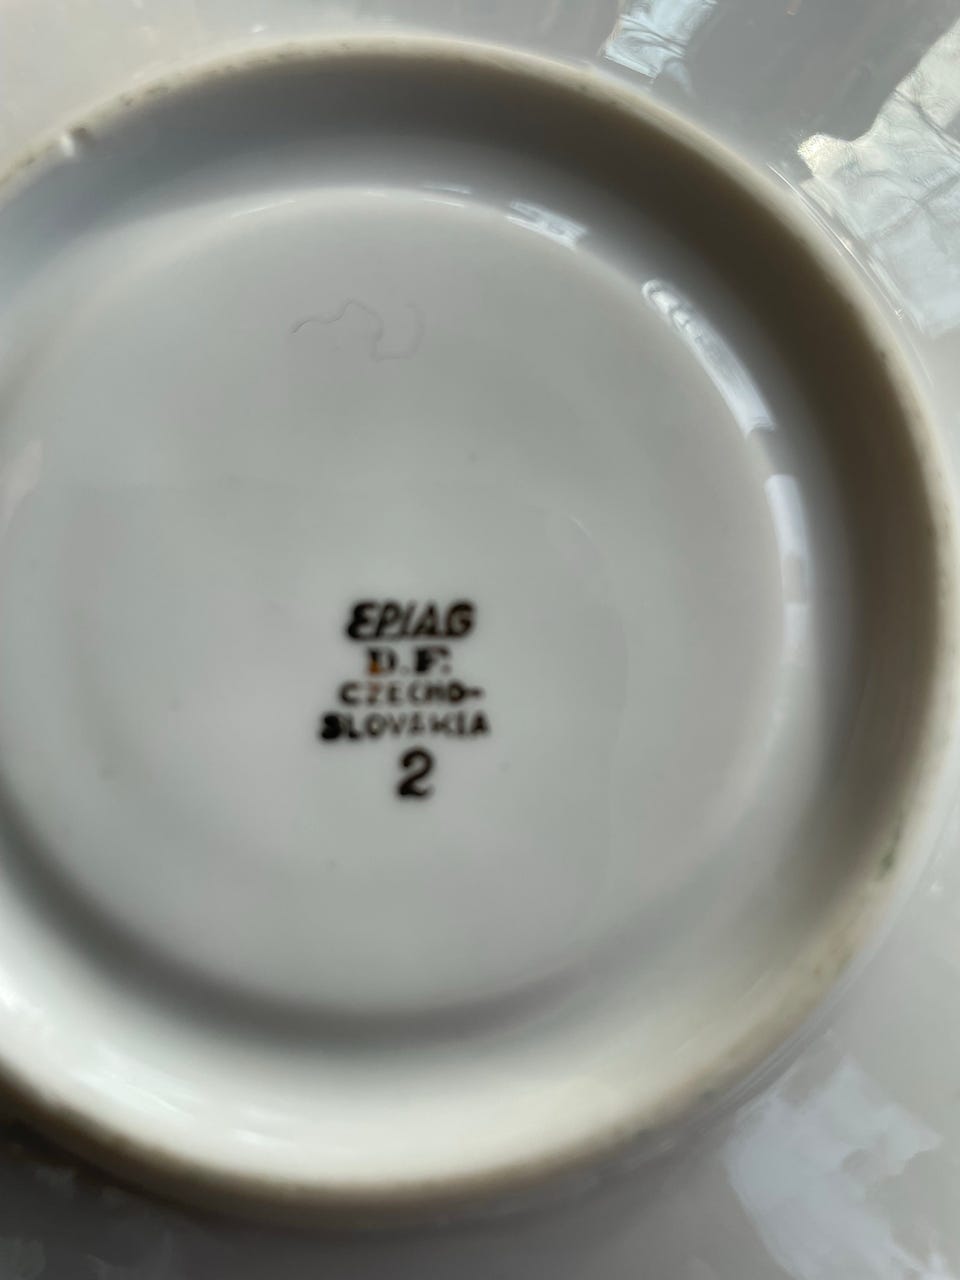 EPIAG
D.F.
CZECHO-
SLOVAKIA
2